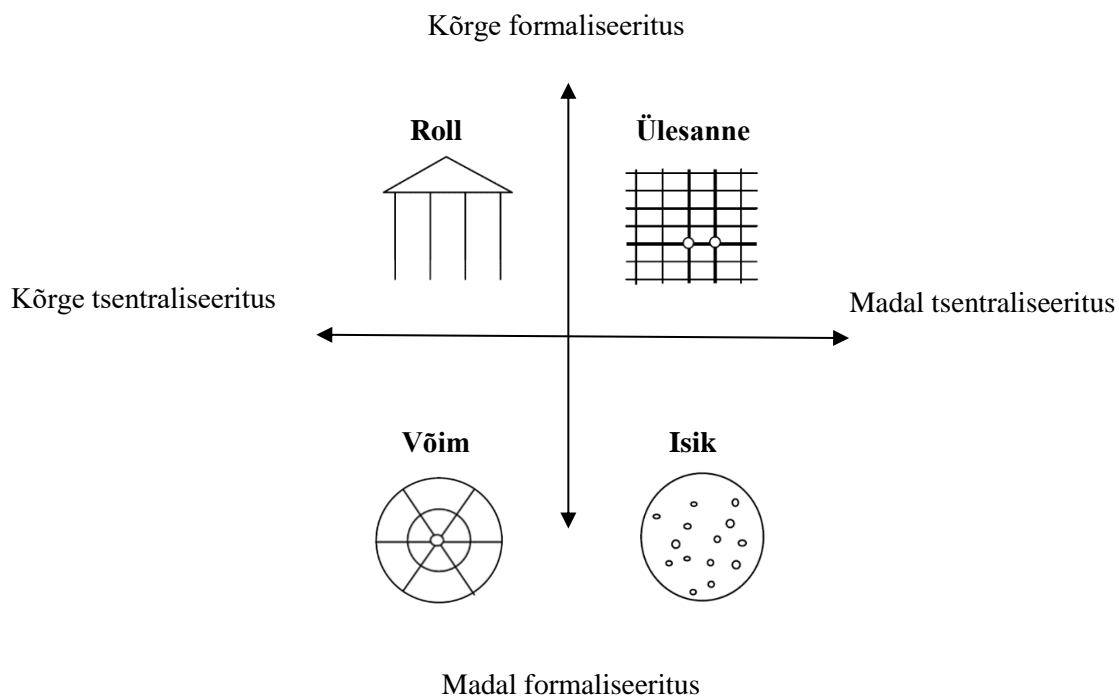 Kõrge formaliseeritus
Roll
Ülesanne
Kõrge tsentraliseeritus
Madal tsentraliseeritus
Võim
Isik
Madal formaliseeritus